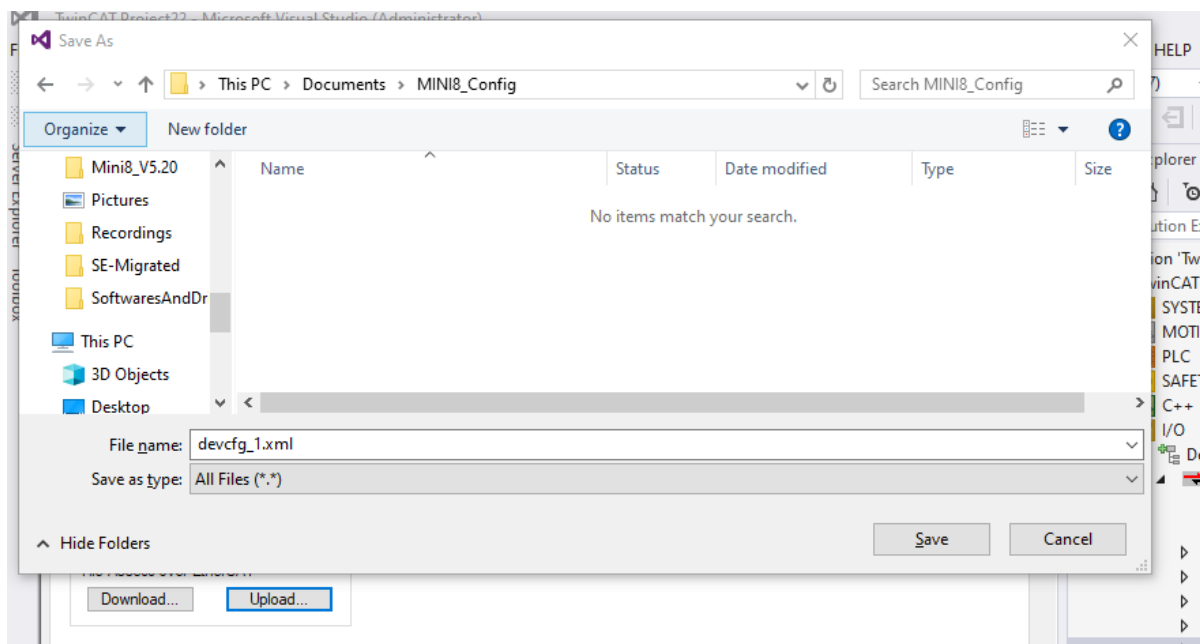 TwinCAT Project22 - Microsoft Visual Studio (Administrator)
Save As
HELP
This PC > Documents > MINI8_Config
Search MINI8_Config
Organize
New folder
?
Server Explorer
Toolbox
Mini8_V5.20
Pictures
Recordings
SE-Migrated
SoftwaresAndDr
This PC
3D Objects
Desktop
Name
Status
Date modified
Type
Size
No items match your search.
plorer
ution E
ion 'Tw
vinCAT
SYSTE
MOTI
PLC
SAFE
C++
I/O
De
File name:
devcfg_1.xml
Save as type:
All Files (*.*)
Hide Folders
Save
Cancel
Download...
Upload...